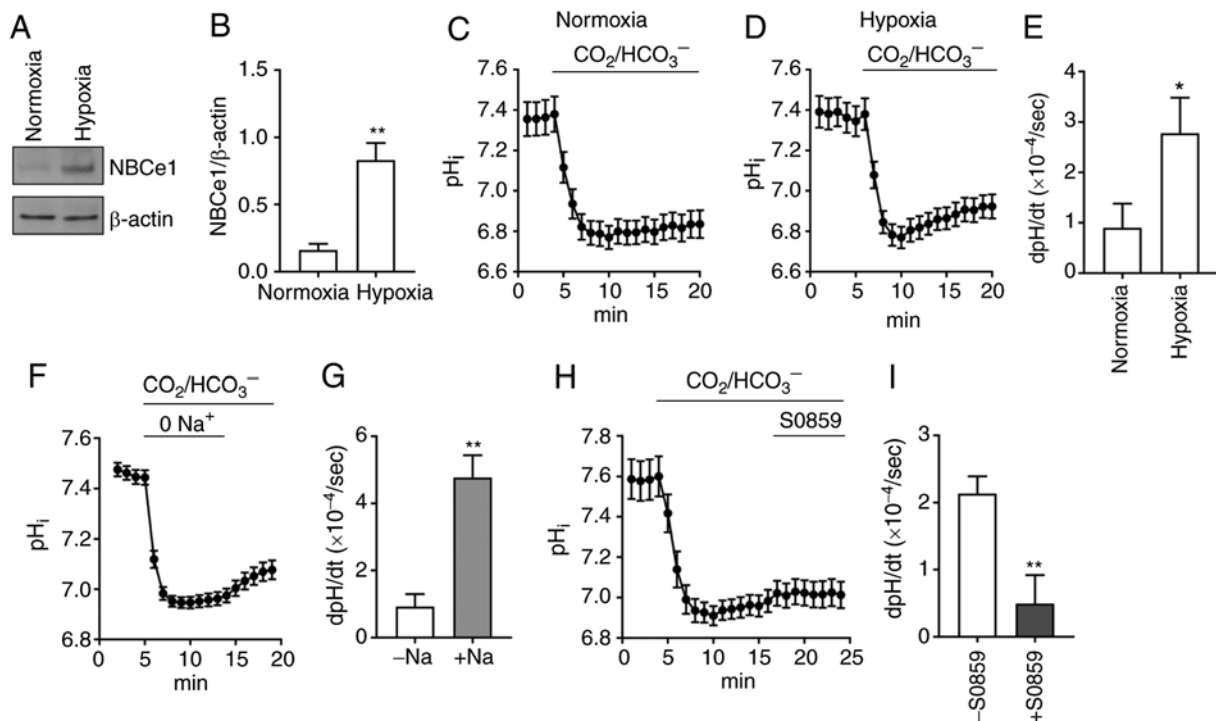 A
Normoxia
Hypoxia
NBCe1
β-actin
B
NBCe1/β-actin
1.5
1.0
0.5
0.0
**
Normoxia Hypoxia
C
Normoxia
CO₂/HCO₃⁻
pHᵢ
7.6
7.4
7.2
7.0
6.8
6.6
0 5 10 15 20
min
D
Hypoxia
CO₂/HCO₃⁻
pHᵢ
7.6
7.4
7.2
7.0
6.8
6.6
0 5 10 15 20
min
E
dpH/dt (×10⁻⁴/sec)
4
3
2
1
0
*
Normoxia
Hypoxia
F
CO₂/HCO₃⁻
0 Na⁺
pHᵢ
7.6
7.4
7.2
7.0
6.8
0 5 10 15 20
min
G
dpH/dt (×10⁻⁴/sec)
6
4
2
0
**
–Na +Na
H
CO₂/HCO₃⁻
S0859
pHᵢ
7.8
7.6
7.4
7.2
7.0
6.8
0 5 10 15 20 25
min
I
dpH/dt (×10⁻⁴/sec)
3
2
1
0
**
–S0859
+S0859